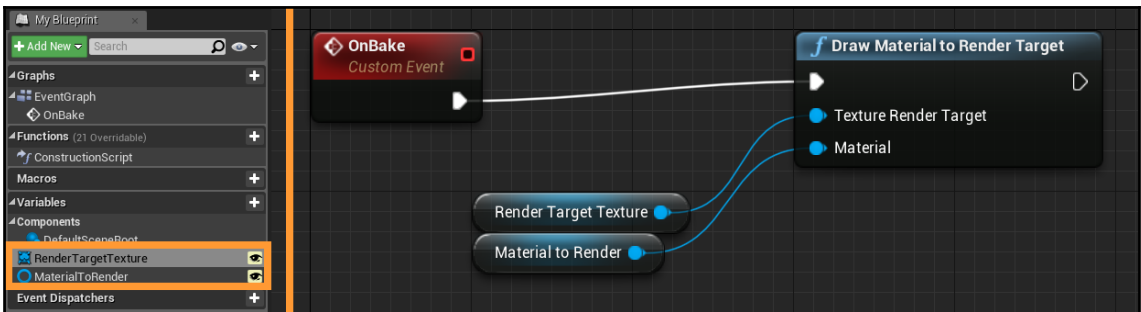 My Blueprint
+ Add New Search
Graphs
EventGraph
OnBake
Functions (21 Overridable)
f ConstructionScript
Macros
Variables
Components
DefaultSceneRoot
RenderTargetTexture
MaterialToRender
Event Dispatchers
OnBake
Custom Event
f Draw Material to Render Target
Texture Render Target
Material
Render Target Texture
Material to Render